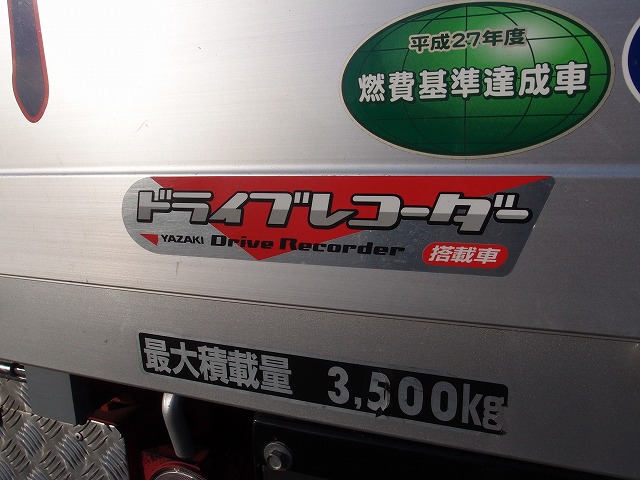 平成27年度
燃費基準達成車
ドライブレコーダー
YAZAKI Drive Recorder 搭載車
最大積載量 3,500kg